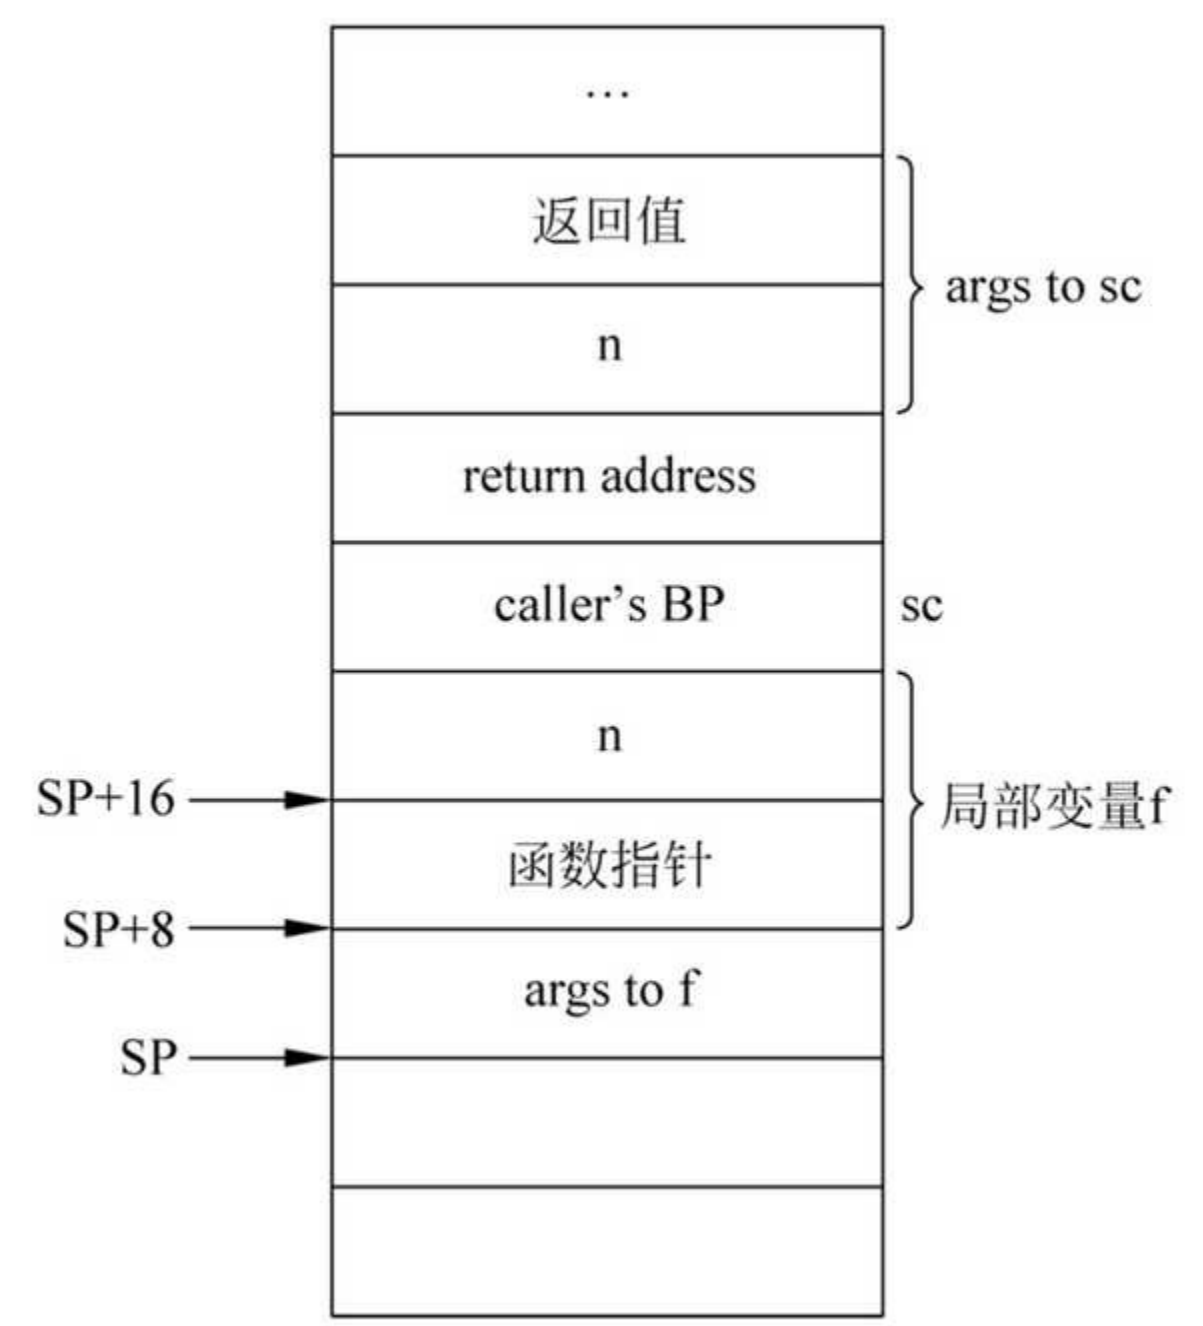 ...
返回值
n
args to sc
return address
caller's BP
sc
n
SP+16
函数指针
局部变量f
SP+8
args to f
SP